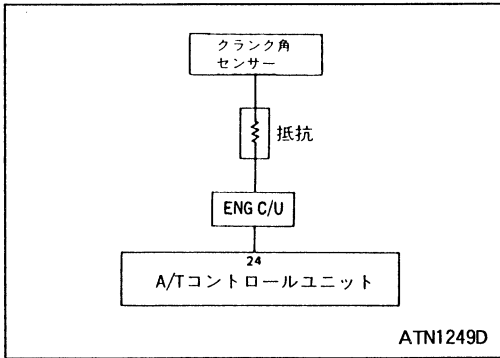 クランク角
センサー
抵抗
ENG C/U
24
A/Tコントロールユニット
ATN1249D